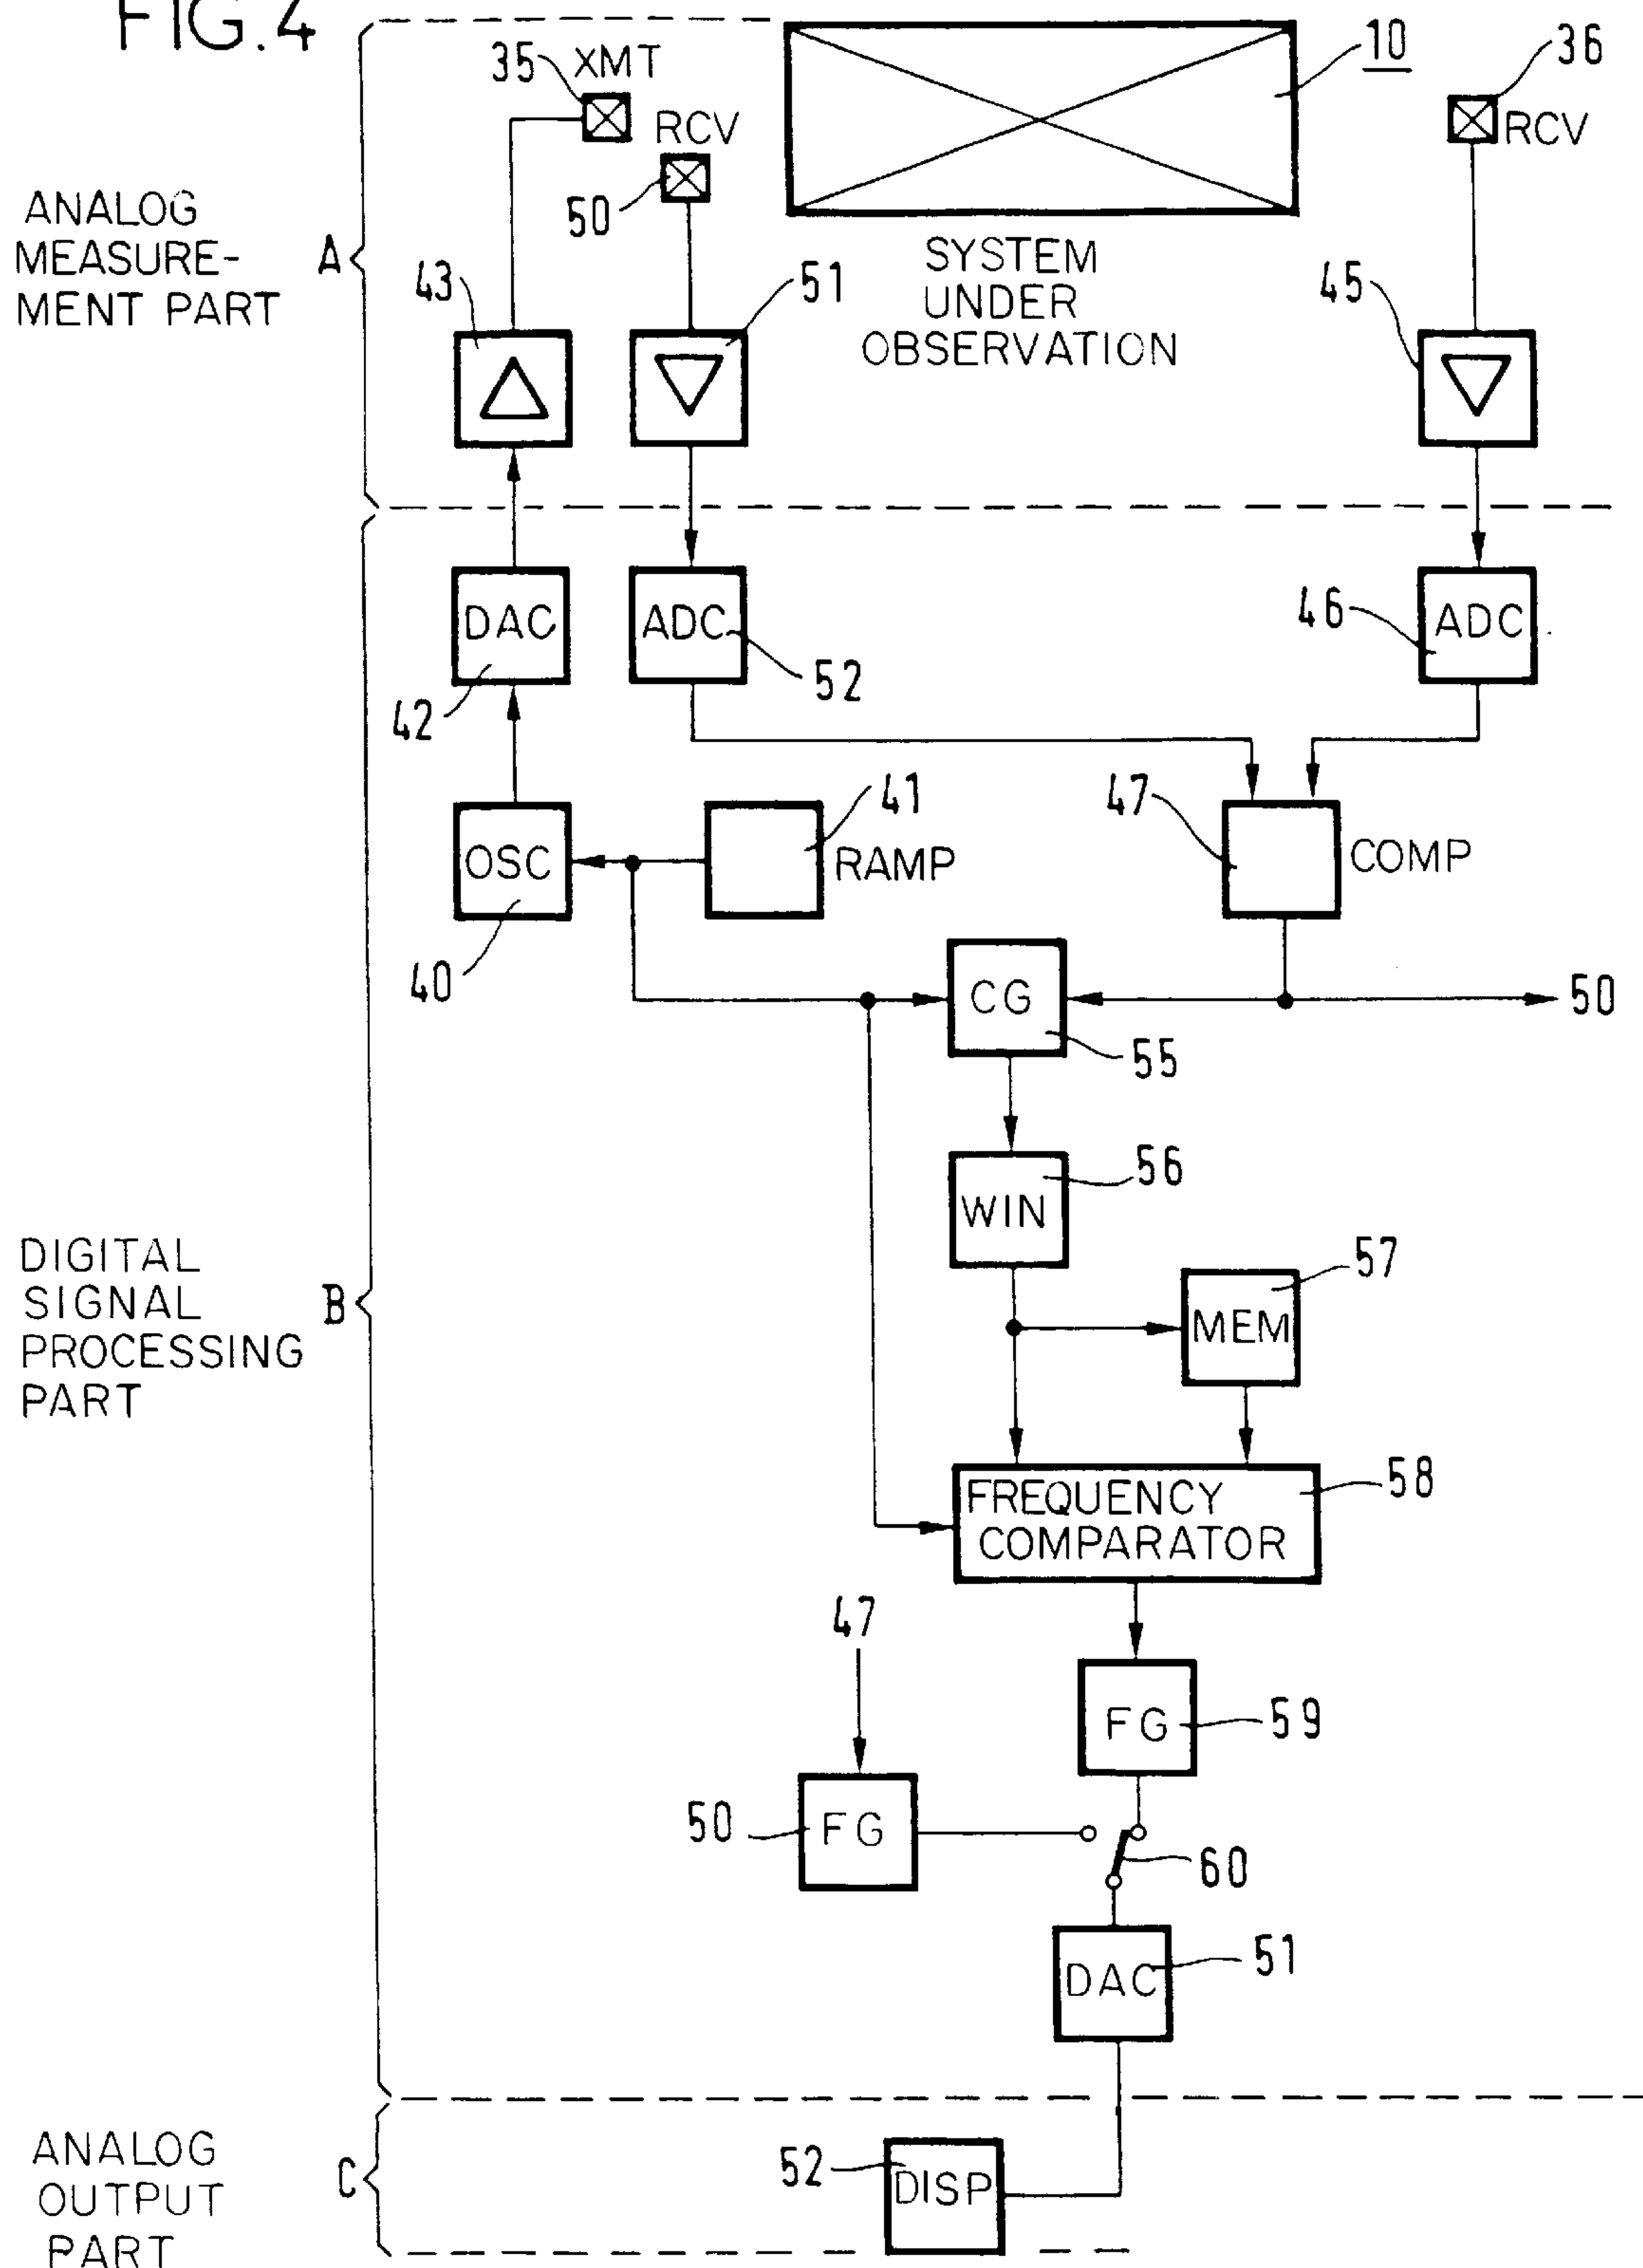 FIG.4
35
XMT
10
36
RCV
RCV
50
ANALOG
MEASURE-
MENT PART
A
SYSTEM
UNDER
OBSERVATION
43
51
45
DAC
42
ADC
52
46
ADC
41
RAMP
47
COMP
OSC
40
CG
55
50
56
WIN
57
MEM
DIGITAL
SIGNAL
PROCESSING
PART
B
58
FREQUENCY
COMPARATOR
47
FG
59
50
FG
60
DAC
51
ANALOG
OUTPUT
PART
C
52
DISP